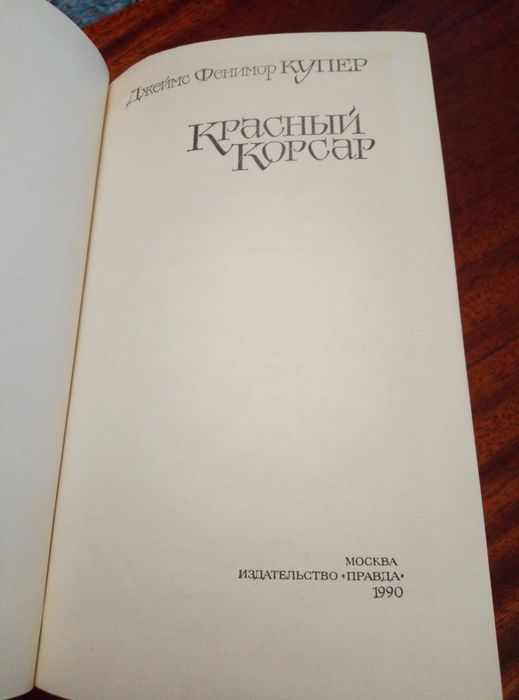 Джеймс Фенимор КУПЕР
КРАСНЫЙ
КОРСАР
МОСКВА
ИЗДАТЕЛЬСТВО «ПРАВДА»
1990